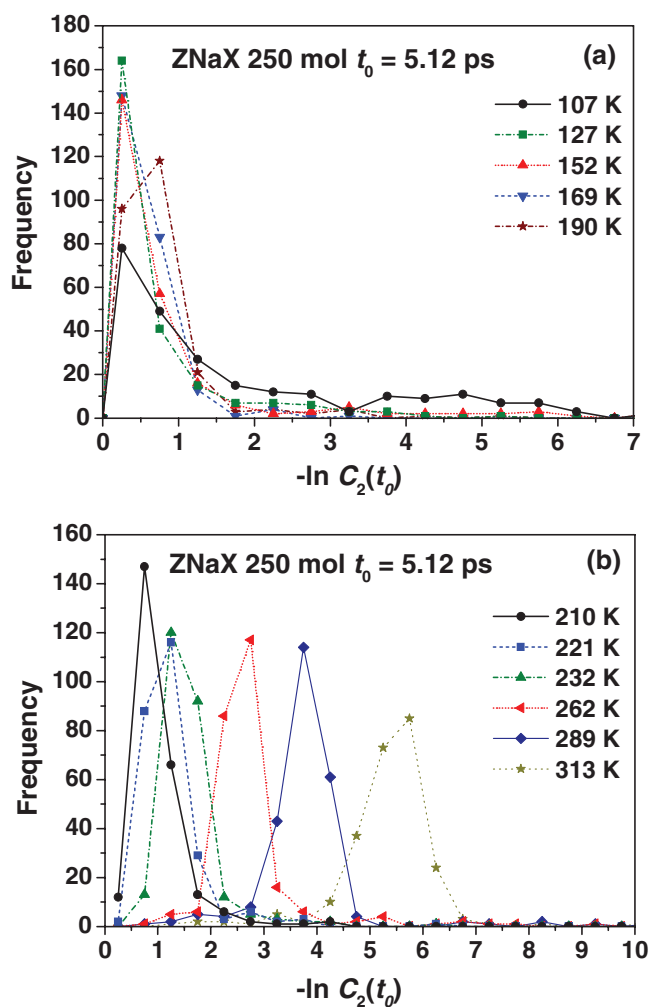 ZNaX 250 mol t₀ = 5.12 ps
(a)
107 K
127 K
152 K
169 K
190 K
Frequency
180
160
140
120
100
80
60
40
20
0
0 1 2 3 4 5 6 7
-ln C₂(t₀)
ZNaX 250 mol t₀ = 5.12 ps
(b)
210 K
221 K
232 K
262 K
289 K
313 K
Frequency
160
140
120
100
80
60
40
20
0
0 1 2 3 4 5 6 7 8 9 10
-ln C₂(t₀)